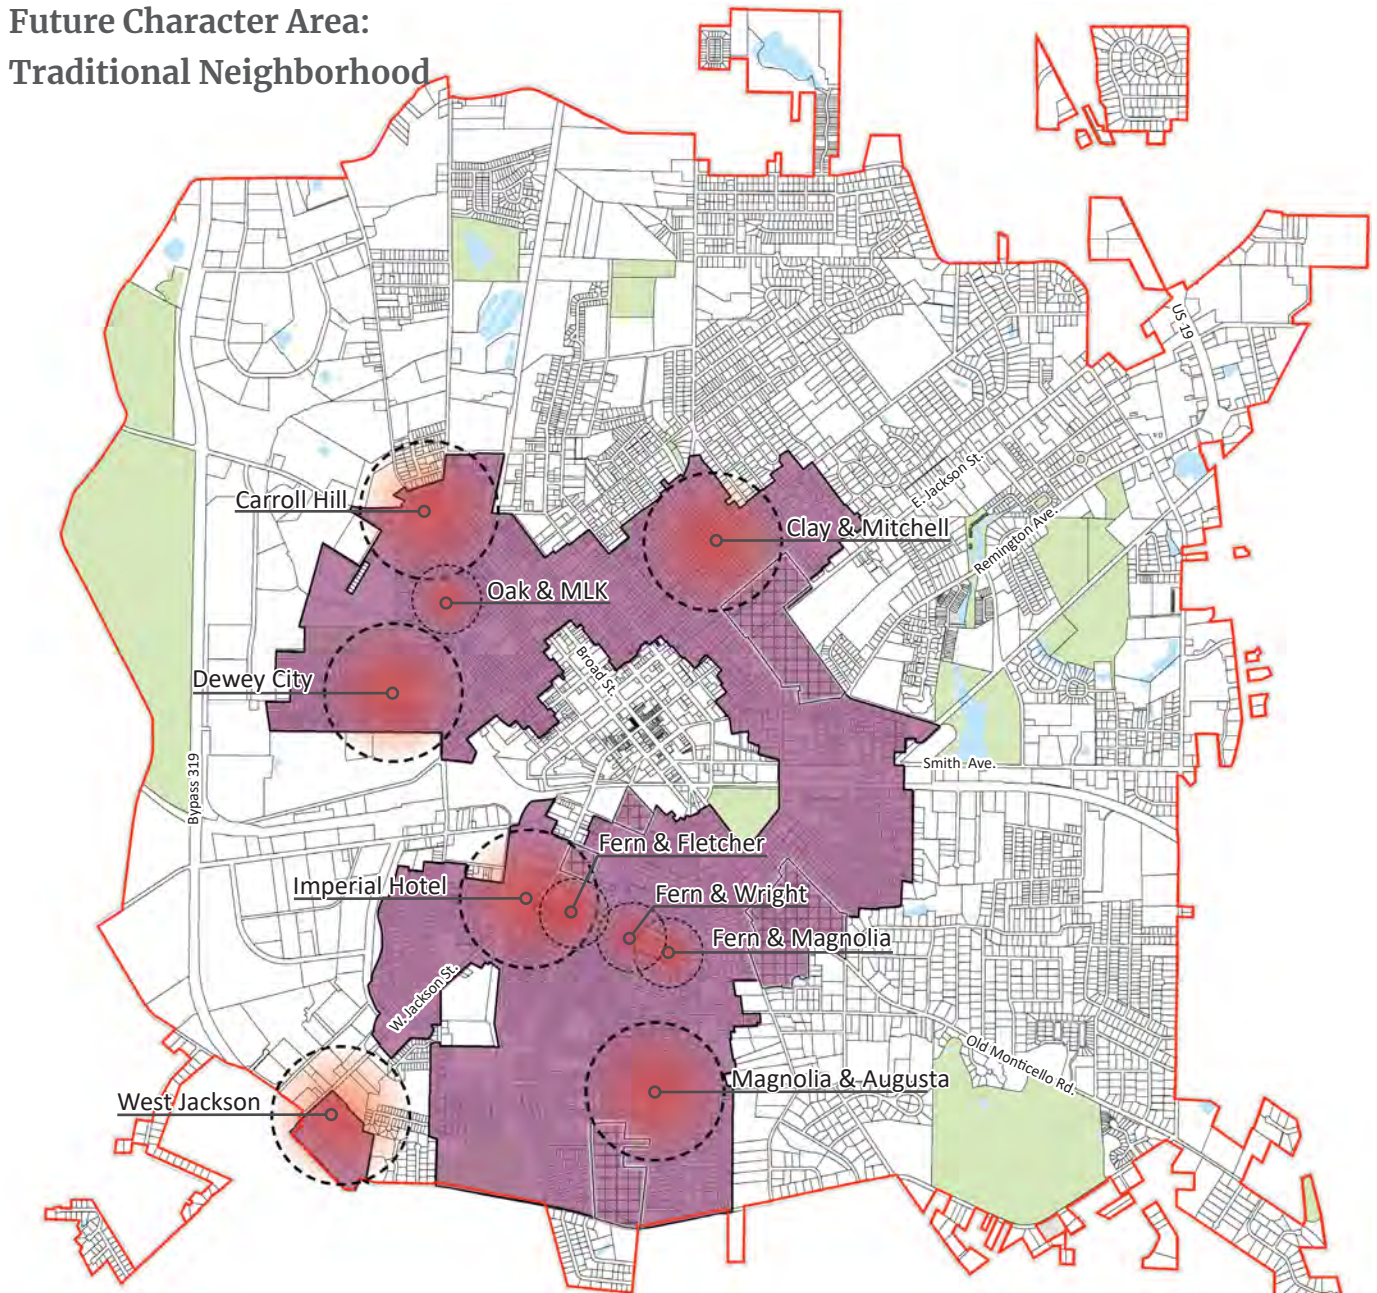 Future Character Area:
Traditional Neighborhood
US 19
E. Jackson St.
Carroll Hill
Clay & Mitchell
Remington Ave.
Oak & MLK
Broad St.
Dewey City
Smith Ave.
Bypass 319
Fern & Fletcher
Imperial Hotel
Fern & Wright
Fern & Magnolia
W. Jackson St.
Old Monticello Rd.
Magnolia & Augusta
West Jackson